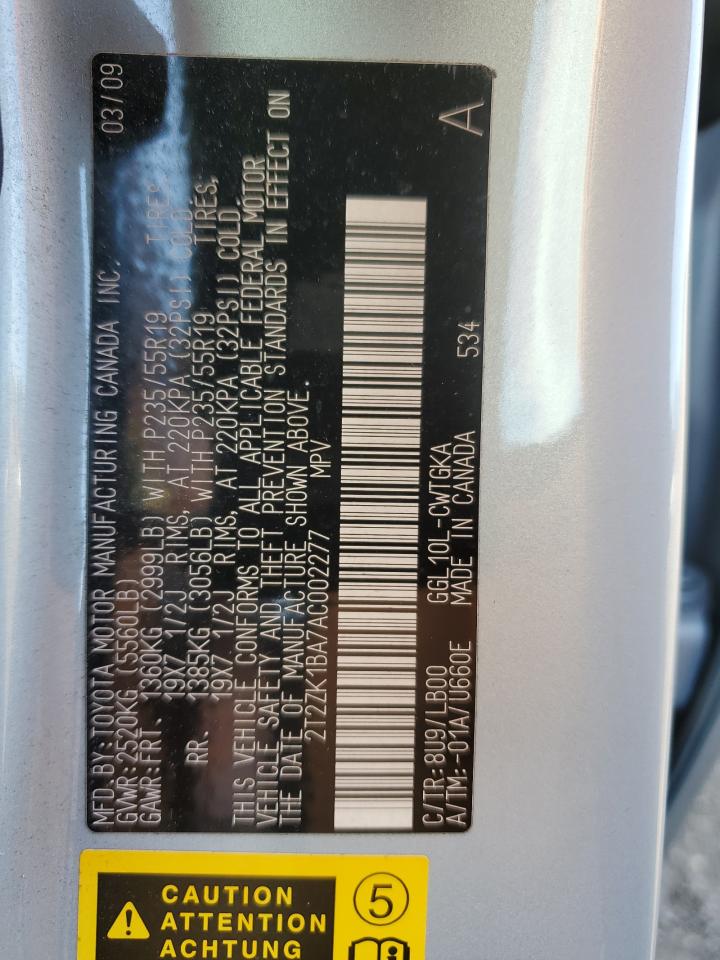 MFD.BY:TOYOTA MOTOR MANUFACTURING CANADA INC. 03/09
GVWR:2520KG (5560LB)
GAWR:FRT. 1360KG (2999LB) WITH P235/55R19 TIRES,
19X7 1/2J RIMS, AT 220KPA (32PSI) COLD.
RR. 1385KG (3056LB) WITH P235/55R19 TIRES,
19X7 1/2J RIMS, AT 220KPA (32PSI) COLD.
THIS VEHICLE CONFORMS TO ALL APPLICABLE FEDERAL MOTOR
VEHICLE SAFETY AND THEFT PREVENTION STANDARDS IN EFFECT ON
THE DATE OF MANUFACTURE SHOWN ABOVE.
2T2ZK1BA7AC002277 MPV
C/TR:8U9/LB00 GGL10L-CWTGKA
A/TM:-01A/U660E MADE IN CANADA 534 A
CAUTION
ATTENTION
ACHTUNG
5